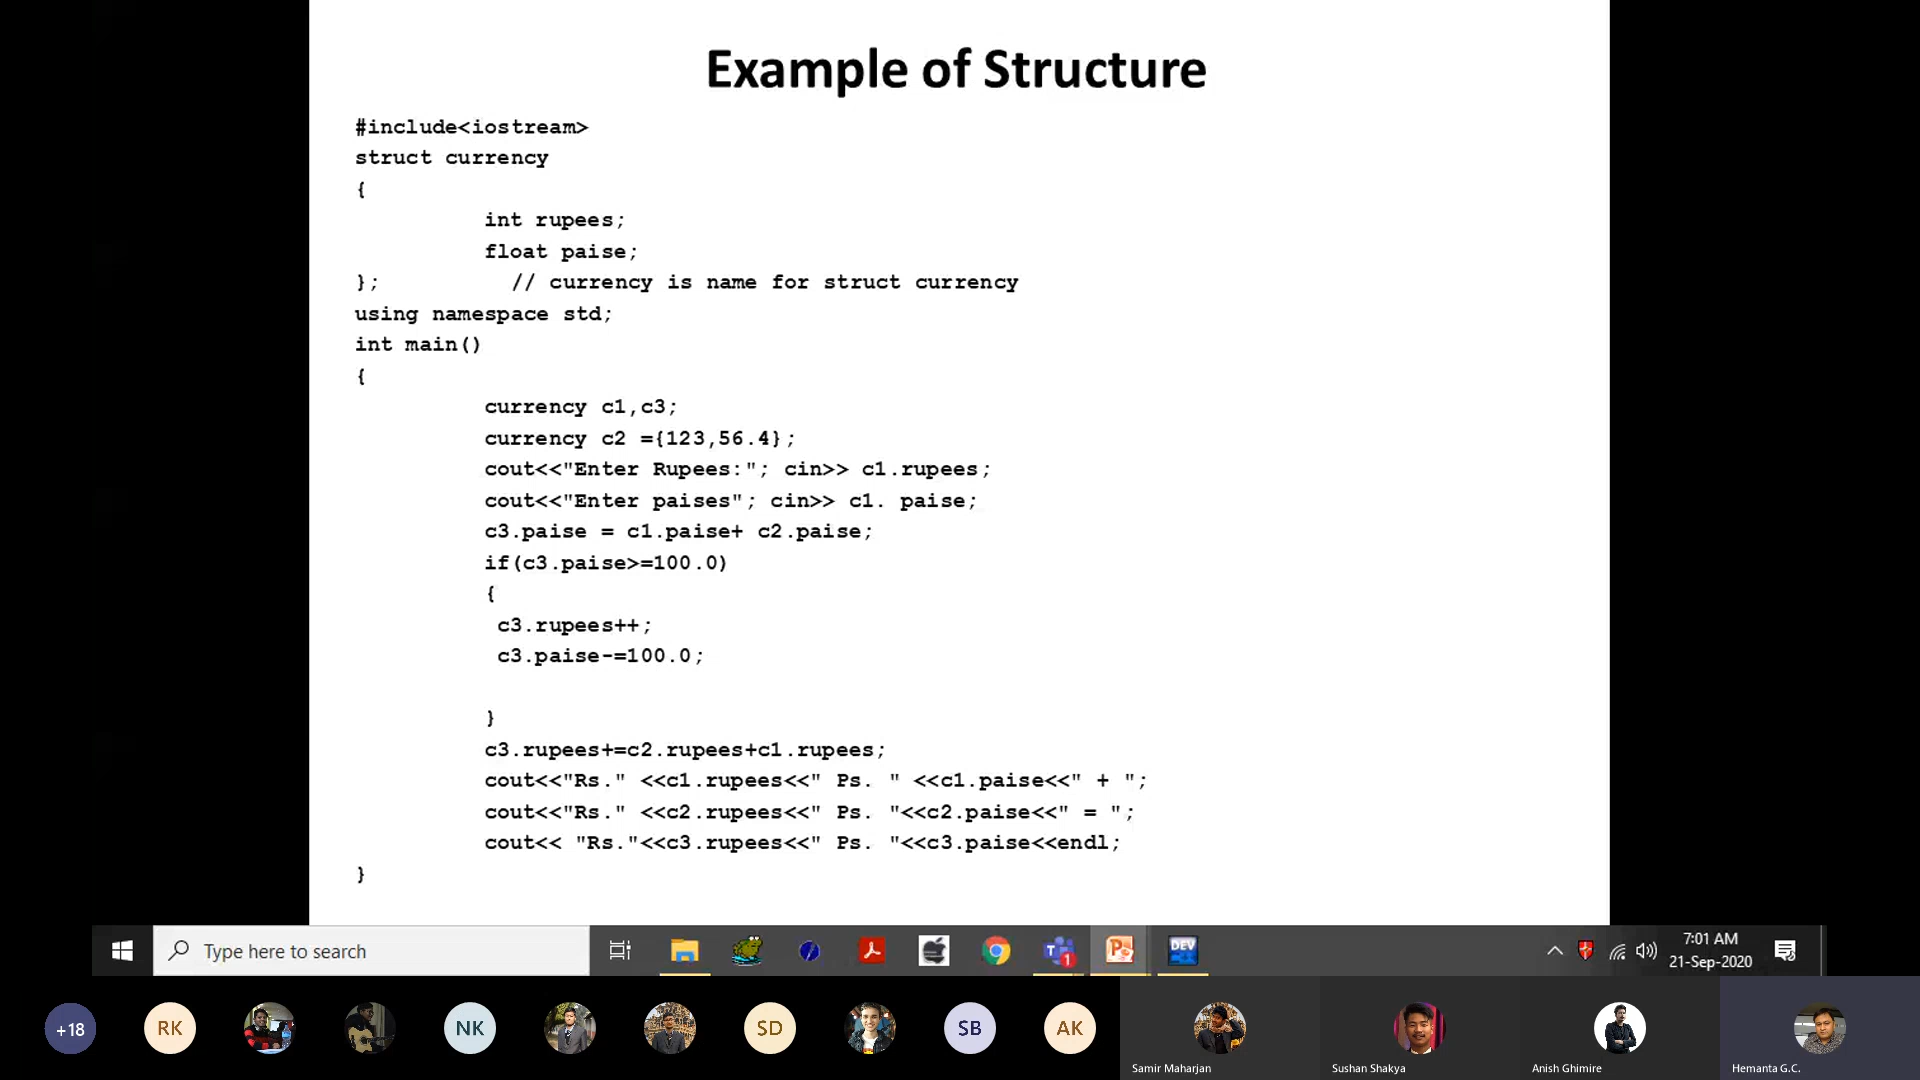 Example of Structure
#include<iostream>
struct currency
{
int rupees;
float paise;
}; // currency is name for struct currency
using namespace std;
int main()
{
currency c1,c3;
currency c2 ={123,56.4};
cout<<"Enter Rupees:"; cin>> c1.rupees;
cout<<"Enter paises"; cin>> c1. paise;
c3.paise = c1.paise+ c2.paise;
if(c3.paise>=100.0)
{
c3.rupees++;
c3.paise-=100.0;
}
c3.rupees+=c2.rupees+c1.rupees;
cout<<"Rs." <<c1.rupees<<" Ps. " <<c1.paise<<" + ";
cout<<"Rs." <<c2.rupees<<" Ps. "<<c2.paise<<" = ";
cout<< "Rs."<<c3.rupees<<" Ps. "<<c3.paise<<endl;
}
Type here to search
1
DEV
7:01 AM
21-Sep-2020
+18 RK NK SD SB AK
Samir Maharjan Sushan Shakya Anish Ghimire Hemanta G.C.